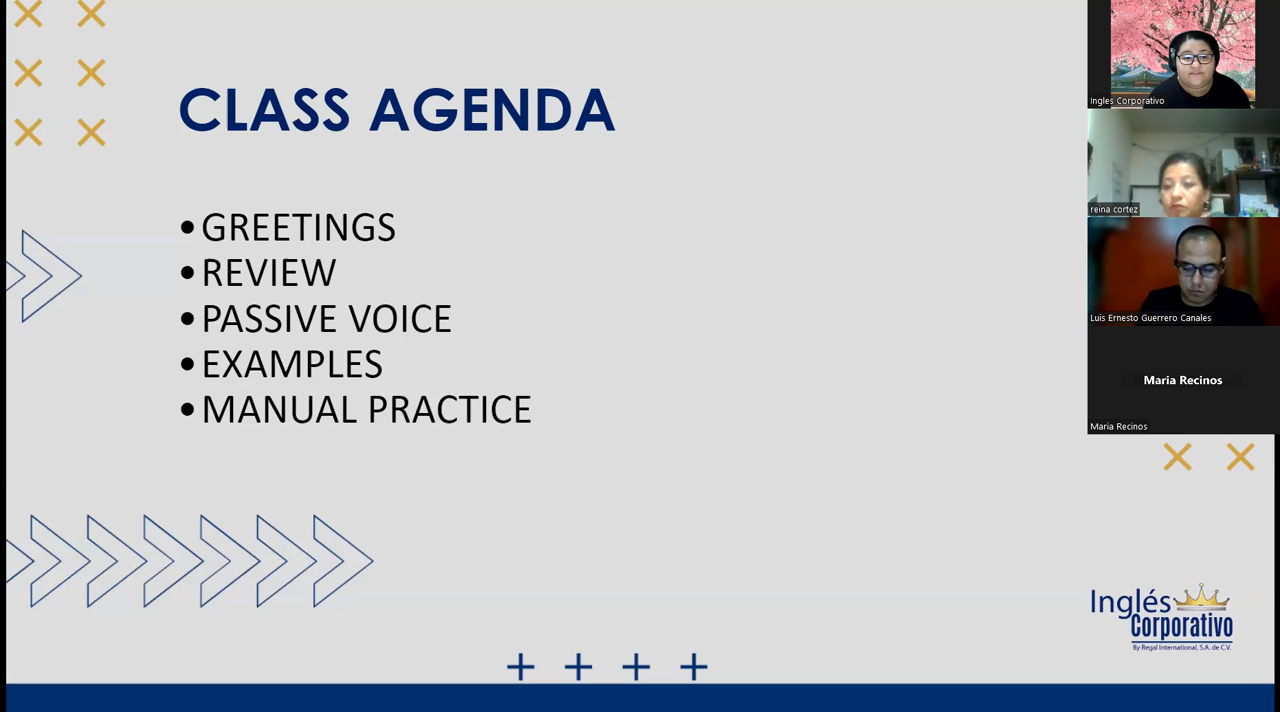 CLASS AGENDA
•GREETINGS
•REVIEW
•PASSIVE VOICE
•EXAMPLES
•MANUAL PRACTICE
Ingles Corporativo
reina cortez
Luis Ernesto Guerrero Canales
Maria Recinos
Maria Recinos
Inglés
Corporativo
By Regal International, S.A. de C.V.